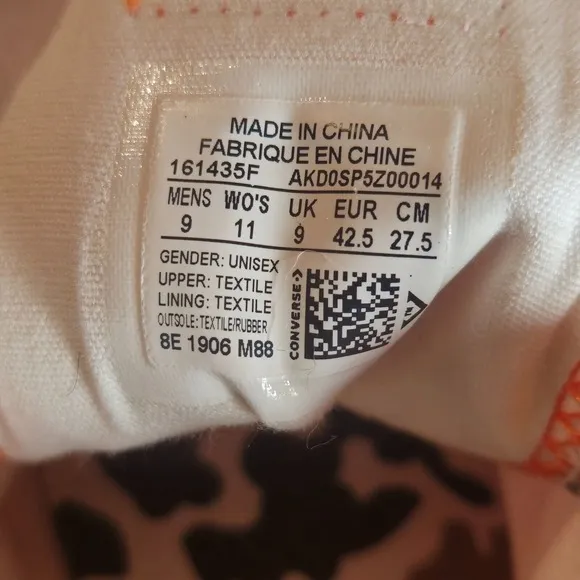 MADE IN CHINA
FABRIQUE EN CHINE
161435F AKD0SP5Z00014
MENS WO'S UK EUR CM
9 11 9 42.5 27.5
GENDER: UNISEX
UPPER: TEXTILE
LINING: TEXTILE
OUTSOLE: TEXTILE/RUBBER
8E 1906 M88
CONVERSE